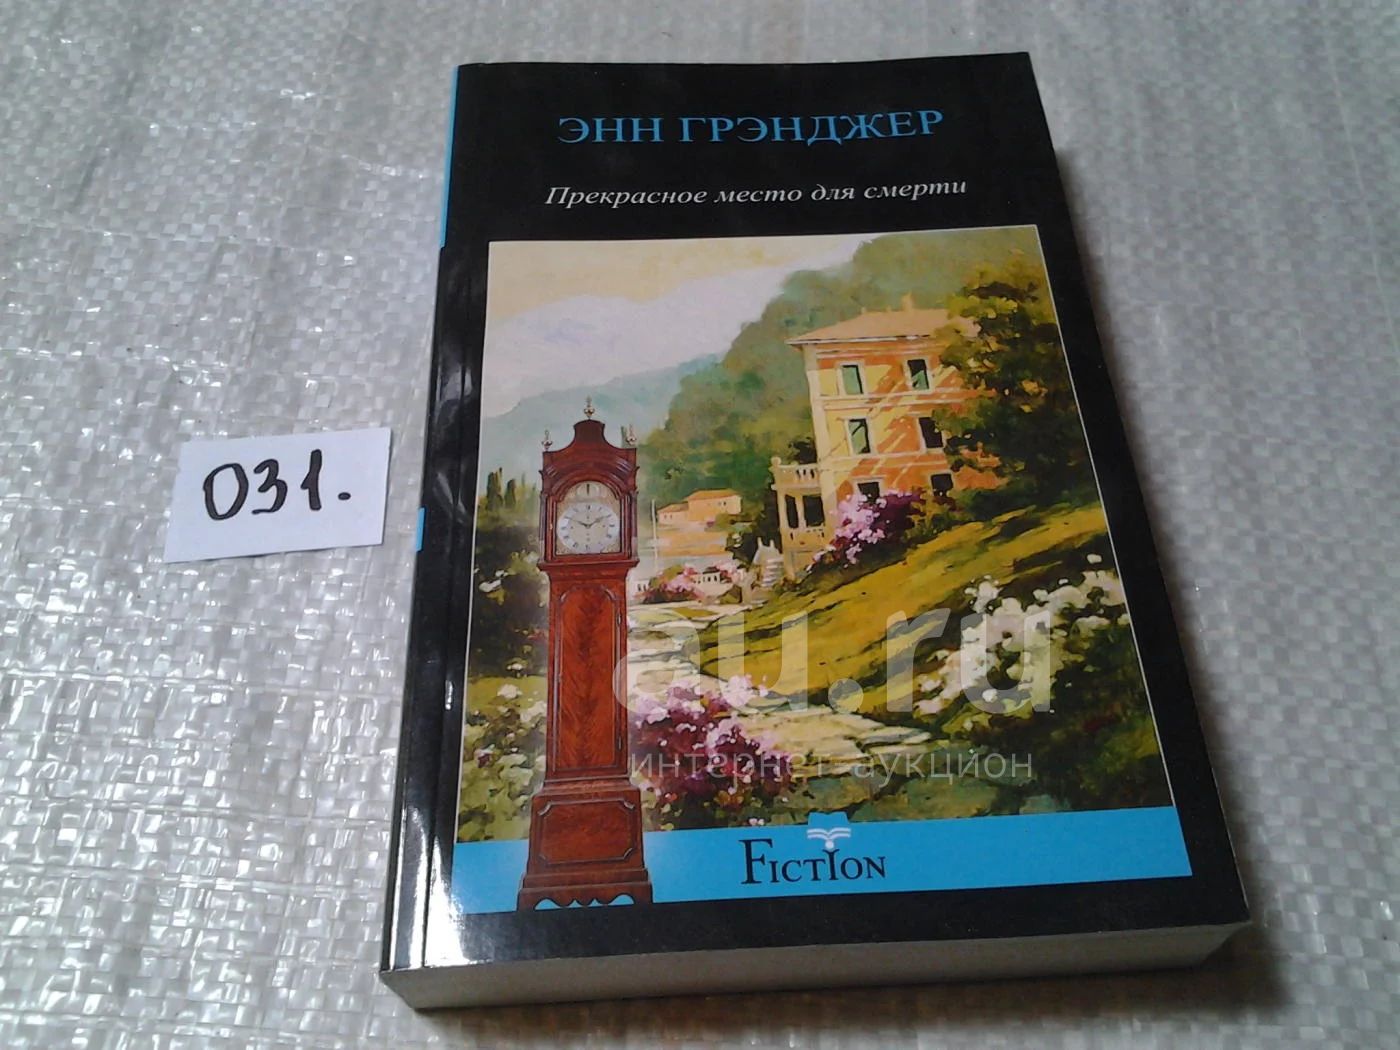 ЭНН ГРЭНДЖЕР
Прекрасное место для смерти
031.
au.ru
интернет-аукцион
FICTION